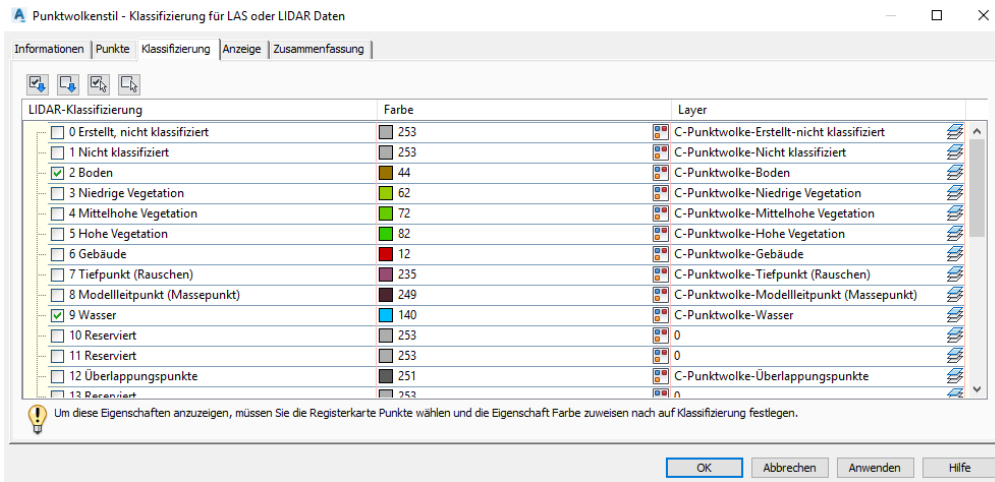 Punktwolkenstil - Klassifizierung für LAS oder LIDAR Daten
Informationen Punkte Klassifizierung Anzeige Zusammenfassung
LIDAR-Klassifizierung Farbe Layer
0 Erstellt, nicht klassifiziert 253 C-Punktwolke-Erstellt-nicht klassifiziert
1 Nicht klassifiziert 253 C-Punktwolke-Nicht klassifiziert
2 Boden 44 C-Punktwolke-Boden
3 Niedrige Vegetation 62 C-Punktwolke-Niedrige Vegetation
4 Mittelhohe Vegetation 72 C-Punktwolke-Mittelhohe Vegetation
5 Hohe Vegetation 82 C-Punktwolke-Hohe Vegetation
6 Gebäude 12 C-Punktwolke-Gebäude
7 Tiefpunkt (Rauschen) 235 C-Punktwolke-Tiefpunkt (Rauschen)
8 Modellleitpunkt (Massepunkt) 249 C-Punktwolke-Modellleitpunkt (Massepunkt)
9 Wasser 140 C-Punktwolke-Wasser
10 Reserviert 253 0
11 Reserviert 253 0
12 Überlappungspunkte 251 C-Punktwolke-Überlappungspunkte
13 Reserviert 253 0
Um diese Eigenschaften anzuzeigen, müssen Sie die Registerkarte Punkte wählen und die Eigenschaft Farbe zuweisen nach auf Klassifizierung festlegen.
OK Abbrechen Anwenden Hilfe